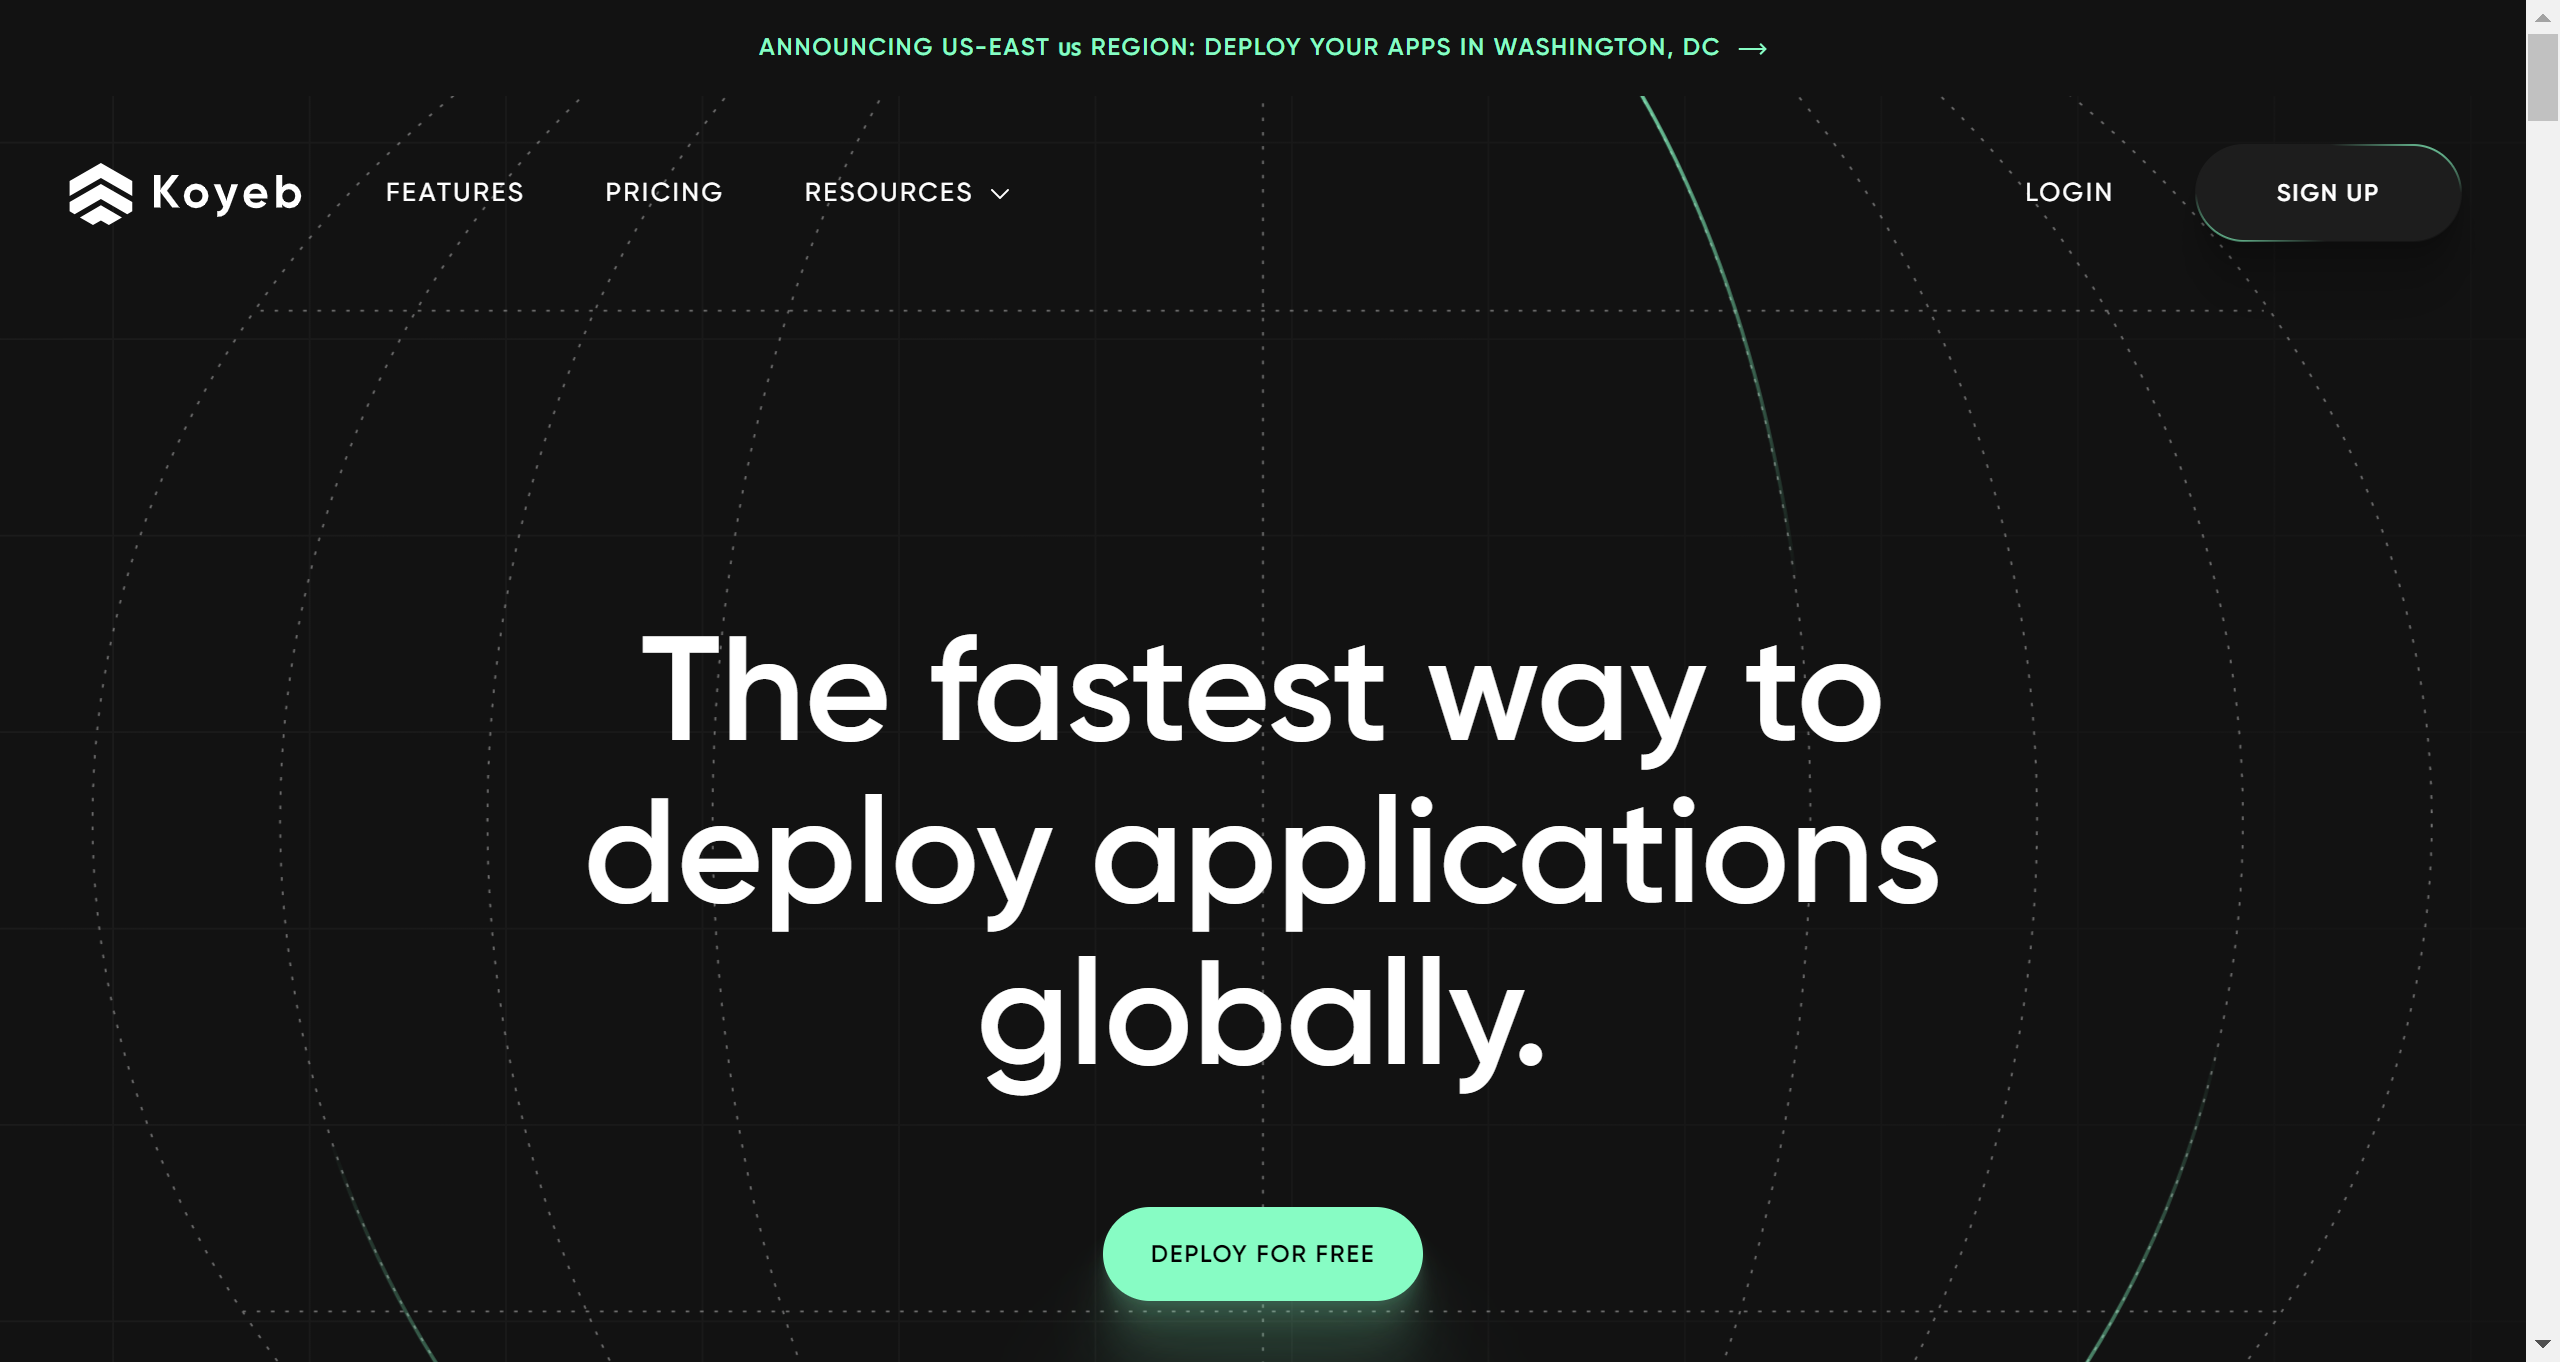 ANNOUNCING US-EAST us REGION: DEPLOY YOUR APPS IN WASHINGTON, DC →
Koyeb FEATURES PRICING RESOURCES LOGIN SIGN UP
The fastest way to
deploy applications
globally.
DEPLOY FOR FREE